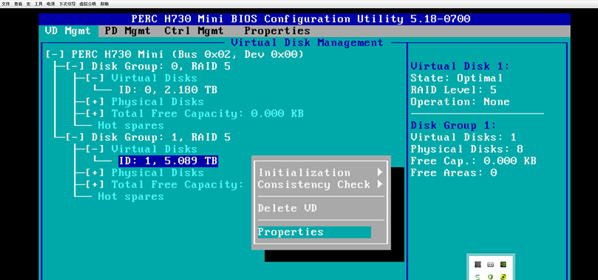 文件 查看 宏 工具 电源 下次引导 虚拟介质 帮助
PERC H730 Mini BIOS Configuration Utility 5.18-0700
VD Mgmt PD Mgmt Ctrl Mgmt Properties
Virtual Disk Management
[-] PERC H730 Mini (Bus 0x02, Dev 0x00)
[-] Disk Group: 0, RAID 5
[-] Virtual Disks
ID: 0, 2.180 TB
[+] Physical Disks
[+] Total Free Capacity: 0.000 KB
Hot spares
[-] Disk Group: 1, RAID 5
[-] Virtual Disks
ID: 1, 5.089 TB
[+] Physical Disks
[+] Total Free Capacity:
Hot spares
Initialization
Consistency Check
Delete VD
Properties
Virtual Disk 1:
State: Optimal
RAID Level: 5
Operation: None
Disk Group 1:
Virtual Disks: 1
Physical Disks: 8
Free Cap.: 0.000 KB
Free Areas: 0